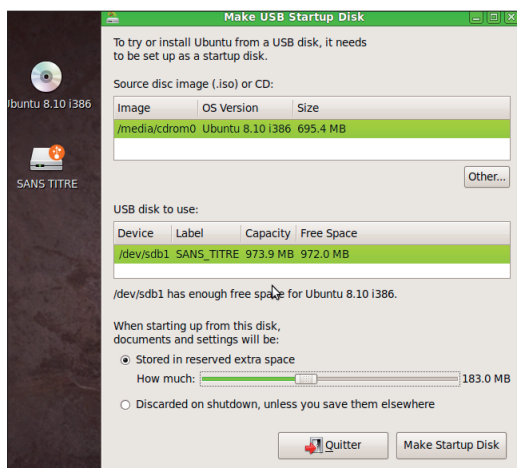 Make USB Startup Disk
To try or install Ubuntu from a USB disk, it needs
to be set up as a startup disk.
Source disc image (.iso) or CD:
Image OS Version Size
/media/cdrom0 Ubuntu 8.10 i386 695.4 MB
Other...
USB disk to use:
Device Label Capacity Free Space
/dev/sdb1 SANS_TITRE 973.9 MB 972.0 MB
/dev/sdb1 has enough free space for Ubuntu 8.10 i386.
When starting up from this disk,
documents and settings will be:
Stored in reserved extra space
How much: 183.0 MB
Discarded on shutdown, unless you save them elsewhere
Quitter Make Startup Disk
buntu 8.10 i386
SANS TITRE